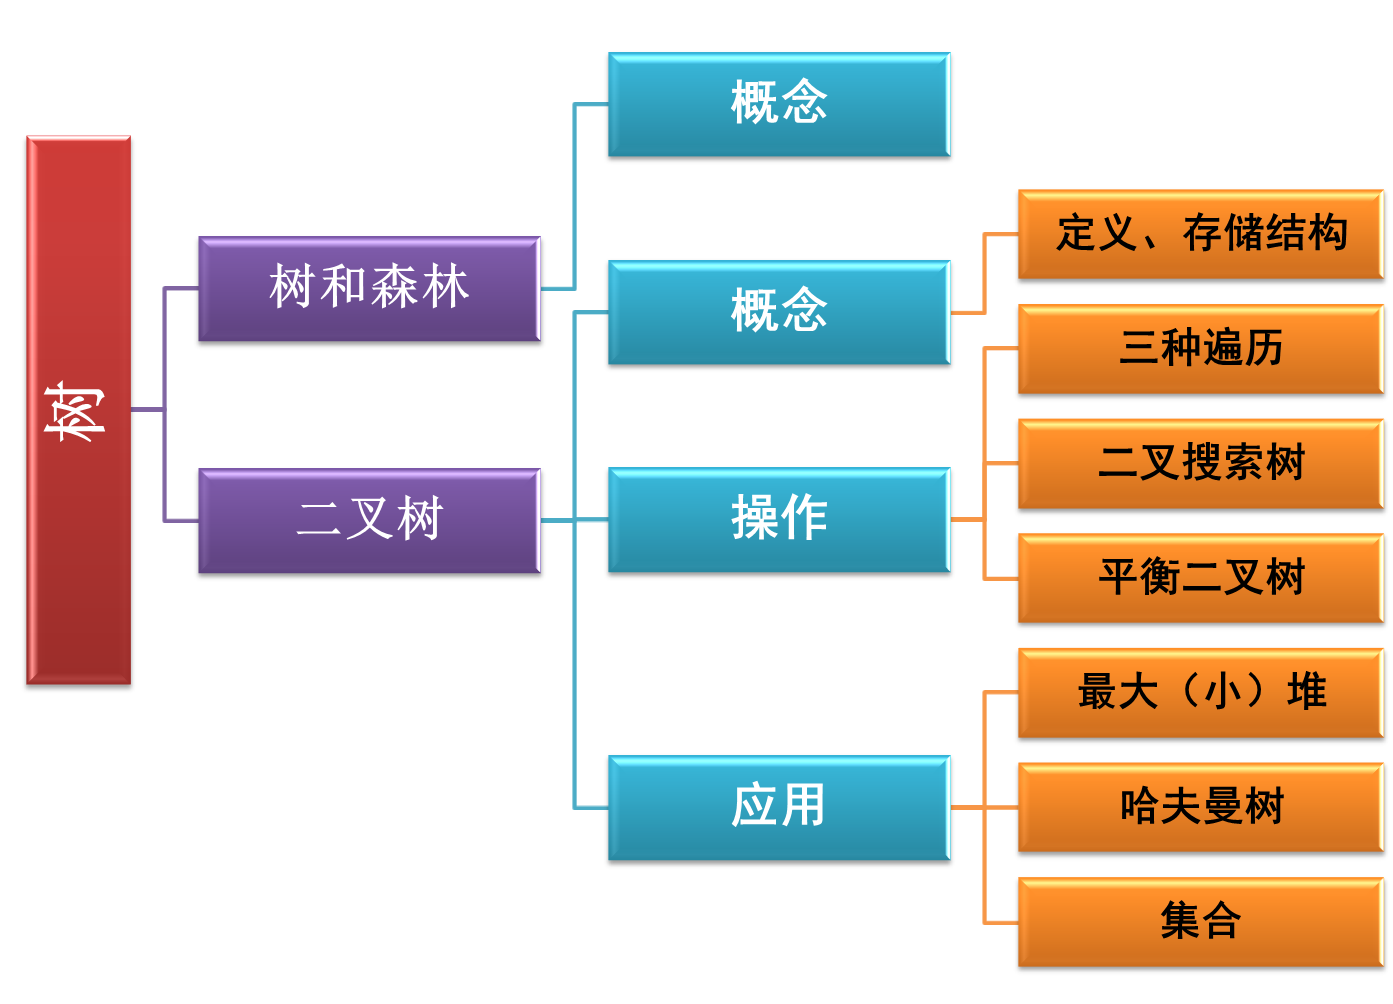 树
树和森林
概念
二叉树
概念
定义、存储结构
操作
三种遍历
二叉搜索树
平衡二叉树
应用
最大（小）堆
哈夫曼树
集合